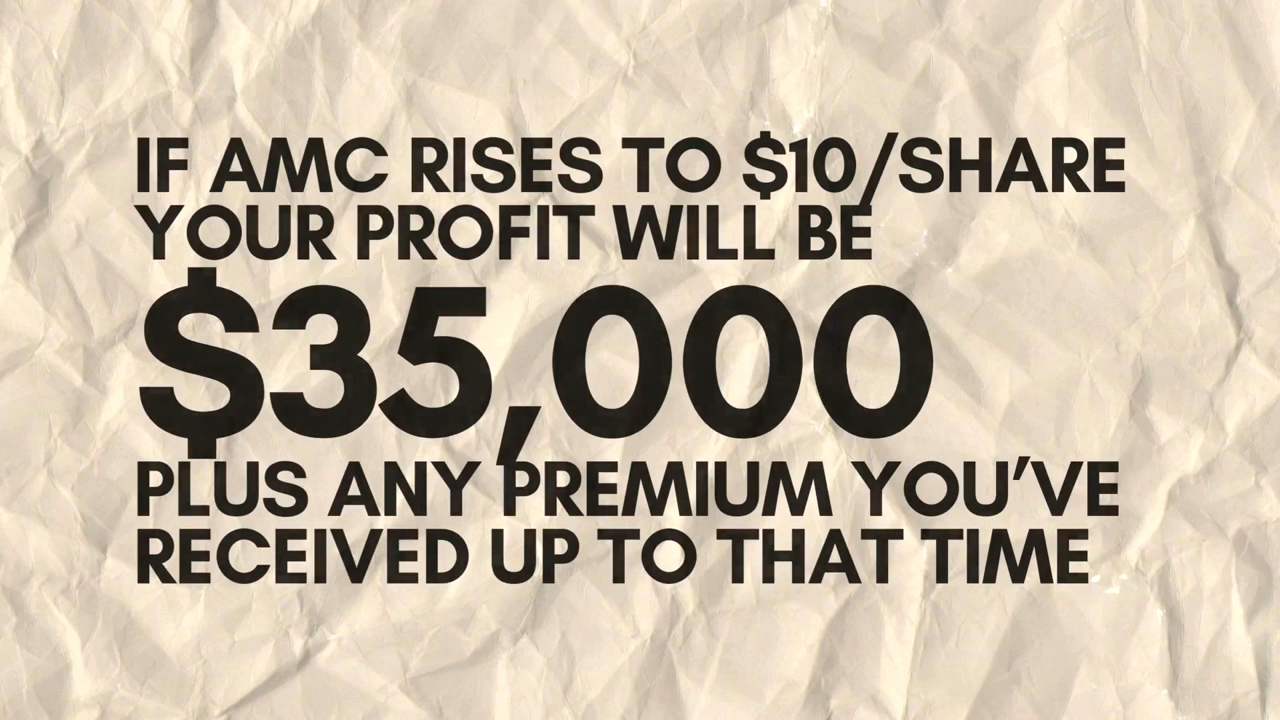 IF AMC RISES TO $10/SHARE
YOUR PROFIT WILL BE
$35,000
PLUS ANY PREMIUM YOU’VE
RECEIVED UP TO THAT TIME